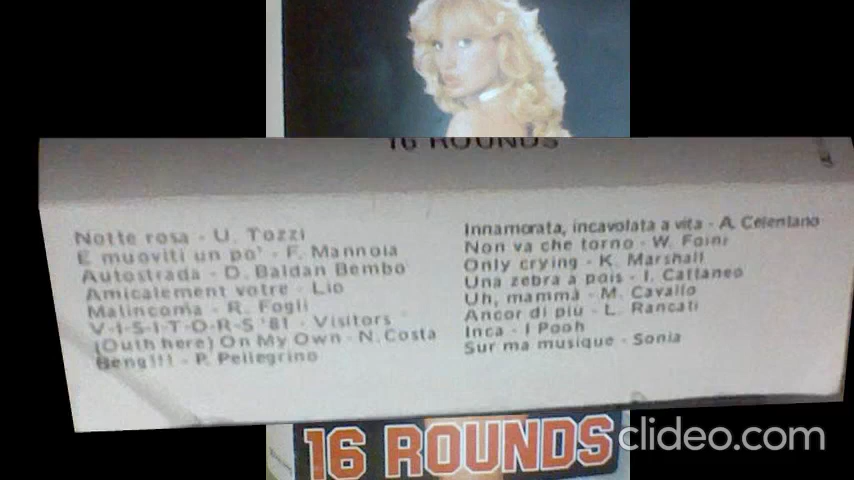 16 ROUNDS
Notte rosa - U. Tozzi
E muoviti un po' - F. Mannoia
Autostrada - D. Baldan Bembo
Amicalement votre - Lio
Malinconia - R. Fogli
V-I-S-I-T-O-R-S '81 - Visitors
(Outh here) On My Own - N. Costa
Beng!!! - P. Pellegrino
Innamorata, incavolata a vita - A. Celentano
Non va che torno - W. Foini
Only crying - K. Marshall
Una zebra a pois - I. Cattaneo
Uh, mammà - M. Cavallo
Ancor di più - L. Rancati
Inca - I Pooh
Sur ma musique - Sonia
16 ROUNDS
clideo.com